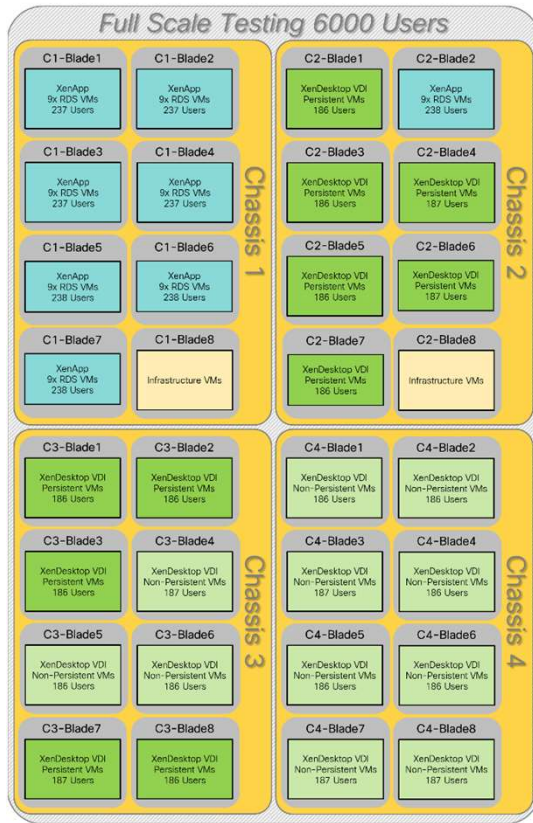 Full Scale Testing 6000 Users
C1-Blade1
XenApp
9x RDS VMs
237 Users
C1-Blade2
XenApp
9x RDS VMs
237 Users
C1-Blade3
XenApp
9x RDS VMs
237 Users
C1-Blade4
XenApp
9x RDS VMs
237 Users
C1-Blade5
XenApp
9x RDS VMs
238 Users
C1-Blade6
XenApp
9x RDS VMs
238 Users
C1-Blade7
XenApp
9x RDS VMs
238 Users
C1-Blade8
Infrastructure VMs
Chassis 1
C2-Blade1
XenDesktop VDI
Persistent VMs
186 Users
C2-Blade2
XenApp
9x RDS VMs
238 Users
C2-Blade3
XenDesktop VDI
Persistent VMs
186 Users
C2-Blade4
XenDesktop VDI
Persistent VMs
187 Users
C2-Blade5
XenDesktop VDI
Persistent VMs
186 Users
C2-Blade6
XenDesktop VDI
Persistent VMs
187 Users
C2-Blade7
XenDesktop VDI
Persistent VMs
186 Users
C2-Blade8
Infrastructure VMs
Chassis 2
C3-Blade1
XenDesktop VDI
Persistent VMs
186 Users
C3-Blade2
XenDesktop VDI
Persistent VMs
186 Users
C3-Blade3
XenDesktop VDI
Persistent VMs
186 Users
C3-Blade4
XenDesktop VDI
Non-Persistent VMs
187 Users
C3-Blade5
XenDesktop VDI
Non-Persistent VMs
186 Users
C3-Blade6
XenDesktop VDI
Non-Persistent VMs
186 Users
C3-Blade7
XenDesktop VDI
Persistent VMs
187 Users
C3-Blade8
XenDesktop VDI
Persistent VMs
186 Users
Chassis 3
C4-Blade1
XenDesktop VDI
Non-Persistent VMs
186 Users
C4-Blade2
XenDesktop VDI
Non-Persistent VMs
186 Users
C4-Blade3
XenDesktop VDI
Non-Persistent VMs
187 Users
C4-Blade4
XenDesktop VDI
Non-Persistent VMs
186 Users
C4-Blade5
XenDesktop VDI
Non-Persistent VMs
186 Users
C4-Blade6
XenDesktop VDI
Non-Persistent VMs
186 Users
C4-Blade7
XenDesktop VDI
Non-Persistent VMs
187 Users
C4-Blade8
XenDesktop VDI
Non-Persistent VMs
187 Users
Chassis 4